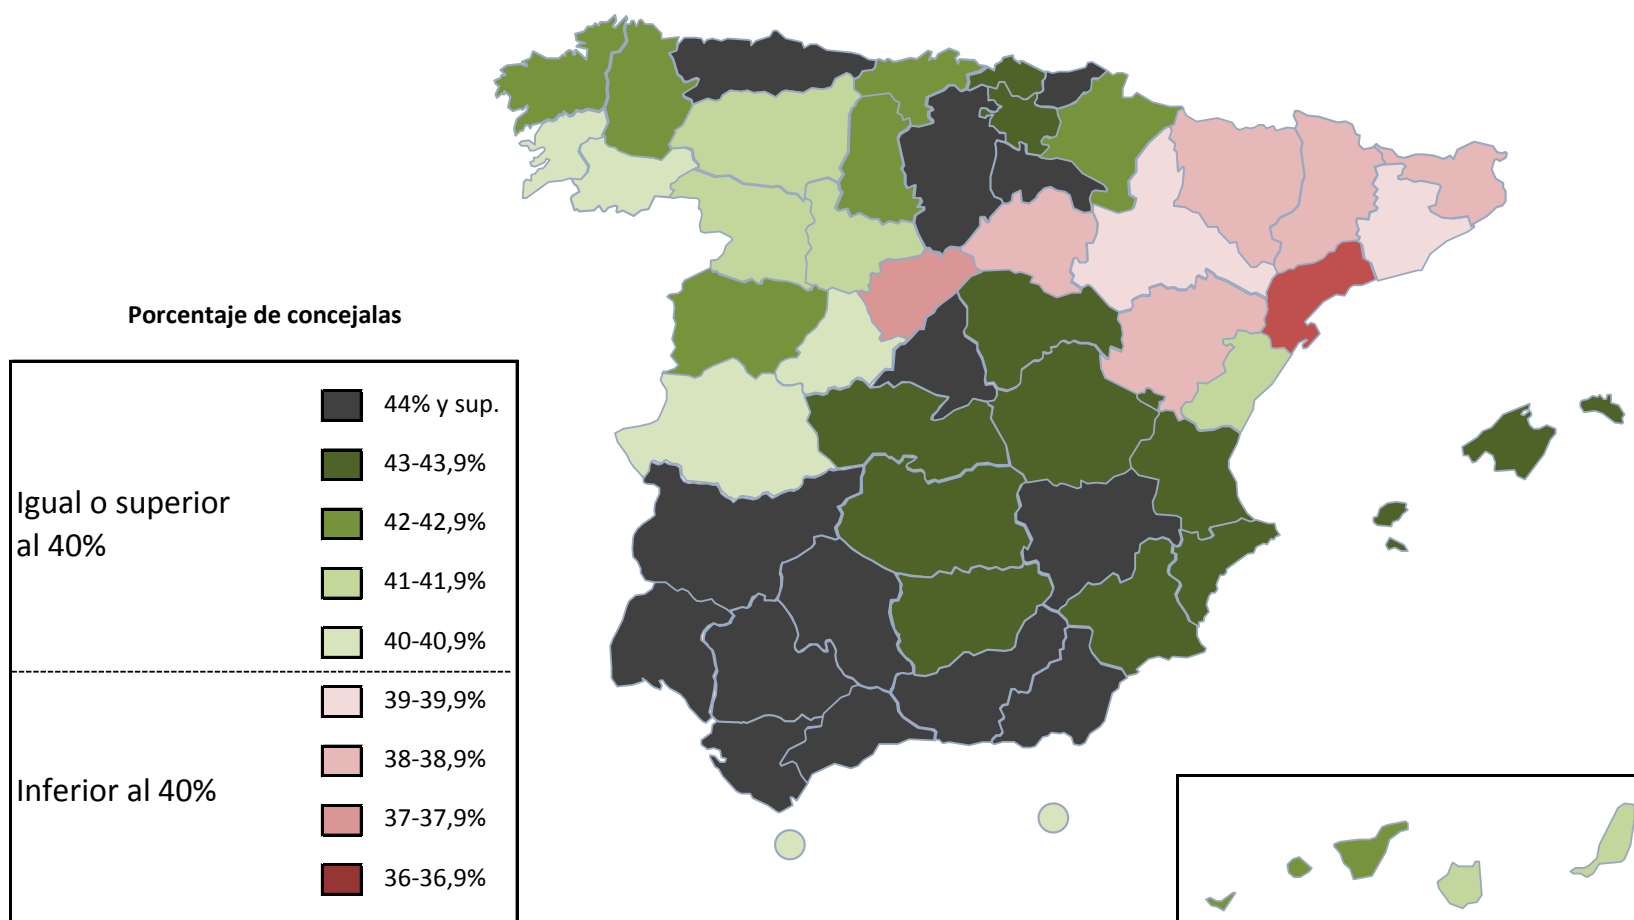 Porcentaje de concejalas
Igual o superior
al 40%
44% y sup.
43-43,9%
42-42,9%
41-41,9%
40-40,9%
Inferior al 40%
39-39,9%
38-38,9%
37-37,9%
36-36,9%